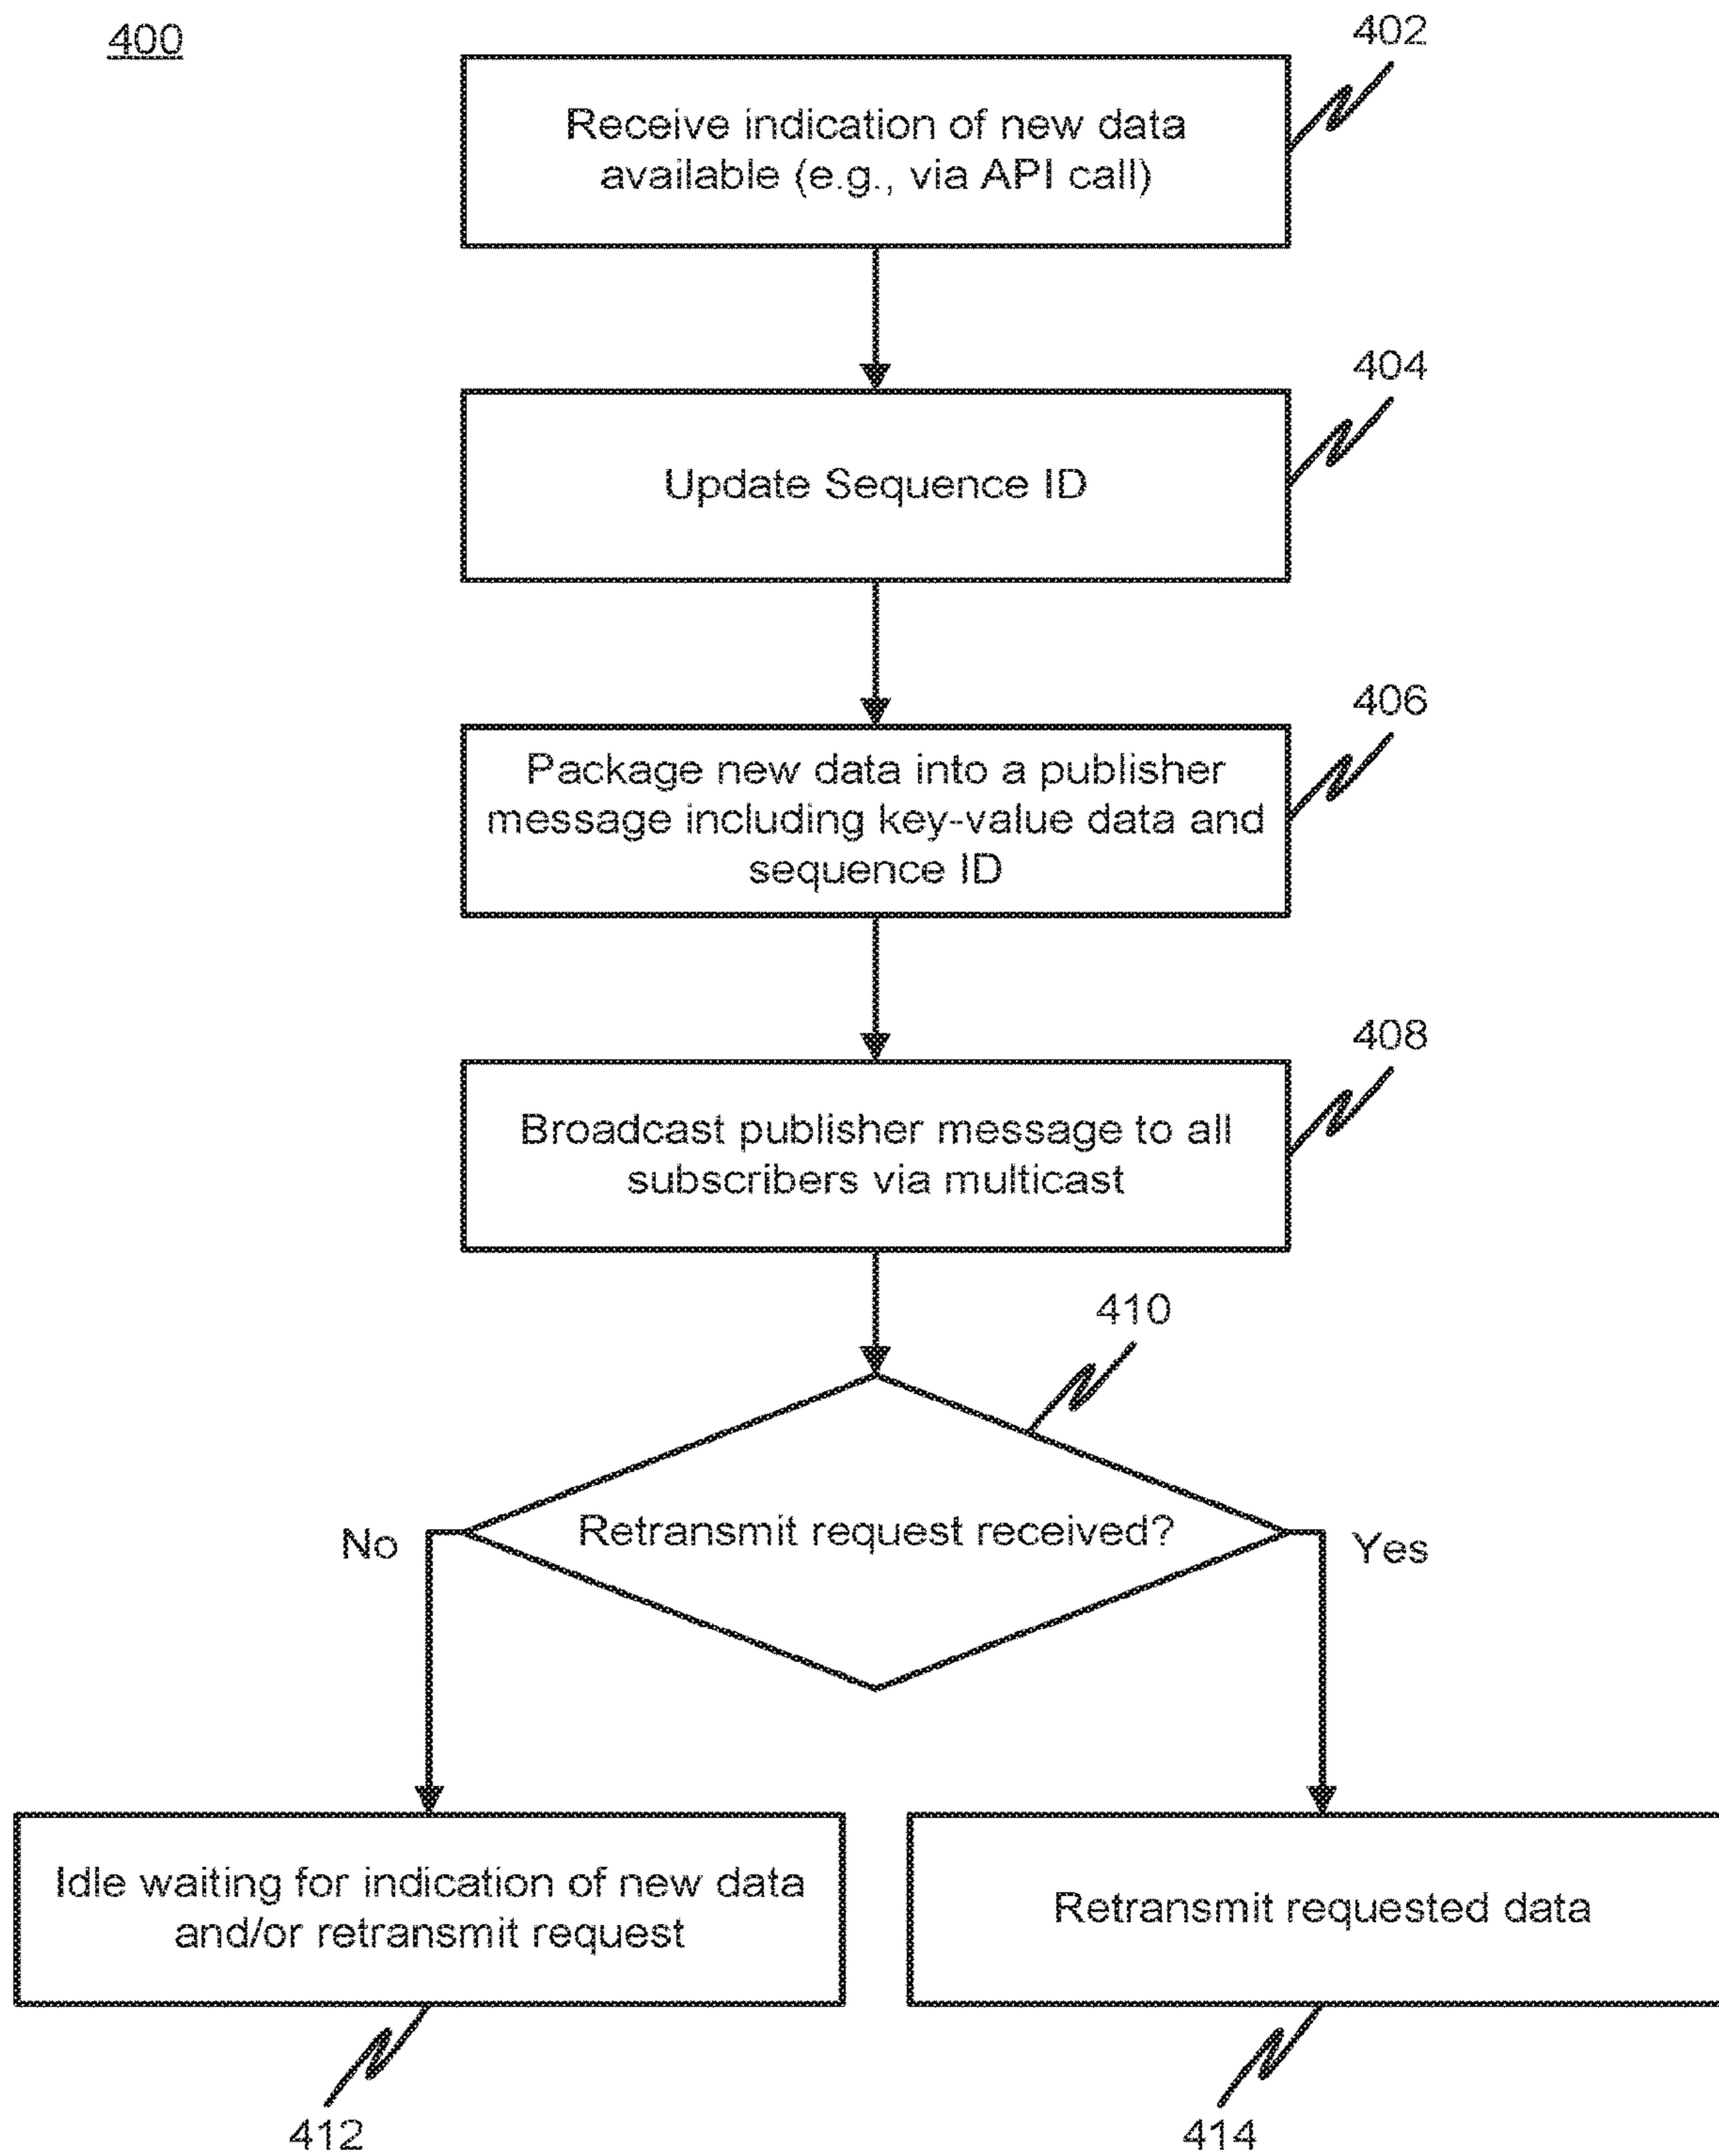 400
402
Receive indication of new data
available (e.g., via API call)
404
Update Sequence ID
406
Package new data into a publisher
message including key-value data and
sequence ID
408
Broadcast publisher message to all
subscribers via multicast
410
Retransmit request received?
No
Yes
Idle waiting for indication of new data
and/or retransmit request
Retransmit requested data
412
414